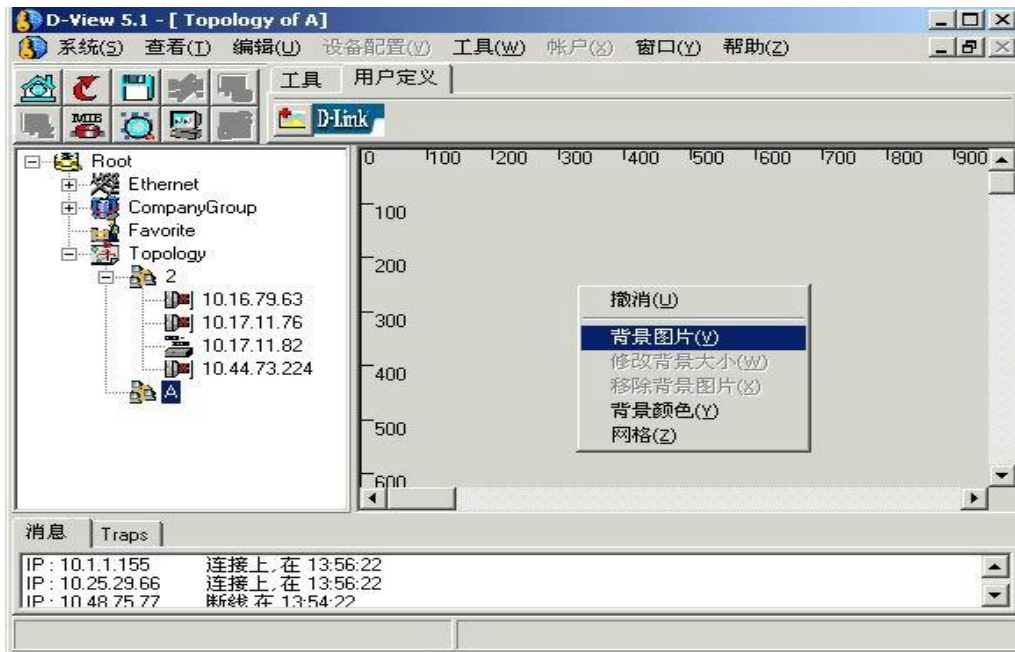 D-View 5.1 - [ Topology of A]
系统(S) 查看(T) 编辑(U) 设备配置(V) 工具(W) 帐户(X) 窗口(Y) 帮助(Z)
工具 用户定义
MIB
D-Link
Root
Ethernet
CompanyGroup
Favorite
Topology
2
10.16.79.63
10.17.11.76
10.17.11.82
10.44.73.224
A
0 100 200 300 400 500 600 700 800 900
100
200
300
400
500
600
撤消(U)
背景图片(V)
修改背景大小(W)
移除背景图片(X)
背景颜色(Y)
网格(Z)
消息 Traps
IP : 10.1.1.155 连接上,在 13:56:22
IP : 10.25.29.66 连接上,在 13:56:22
IP : 10.48.75.77 断线,在 13:54:22